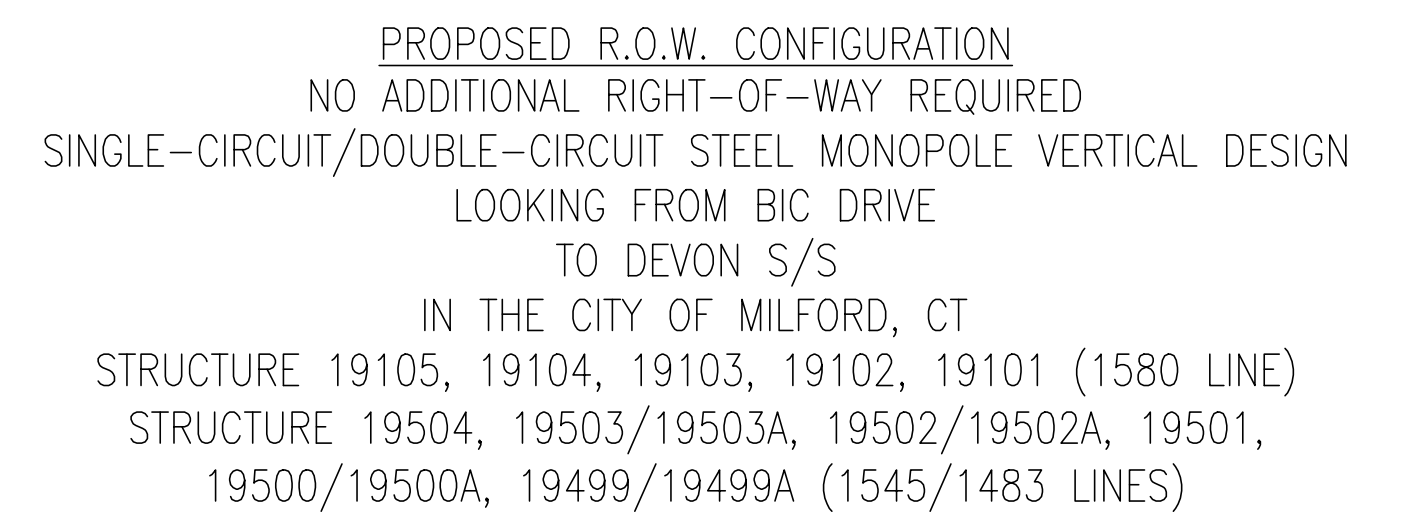 PROPOSED R.O.W. CONFIGURATION
NO ADDITIONAL RIGHT-OF-WAY REQUIRED
SINGLE-CIRCUIT/DOUBLE-CIRCUIT STEEL MONOPOLE VERTICAL DESIGN
LOOKING FROM BIC DRIVE
TO DEVON S/S
IN THE CITY OF MILFORD, CT
STRUCTURE 19105, 19104, 19103, 19102, 19101 (1580 LINE)
STRUCTURE 19504, 19503/19503A, 19502/19502A, 19501,
19500/19500A, 19499/19499A (1545/1483 LINES)